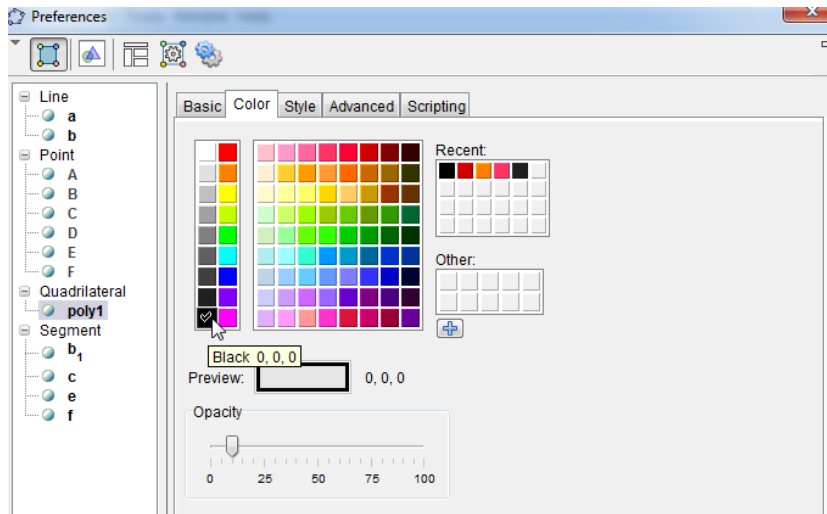 Preferences
Line
a
b
Point
A
B
C
D
E
F
Quadrilateral
poly1
Segment
b1
c
e
f
Basic Color Style Advanced Scripting
Recent:
Other:
Black 0, 0, 0
Preview: 0, 0, 0
Opacity
0 25 50 75 100